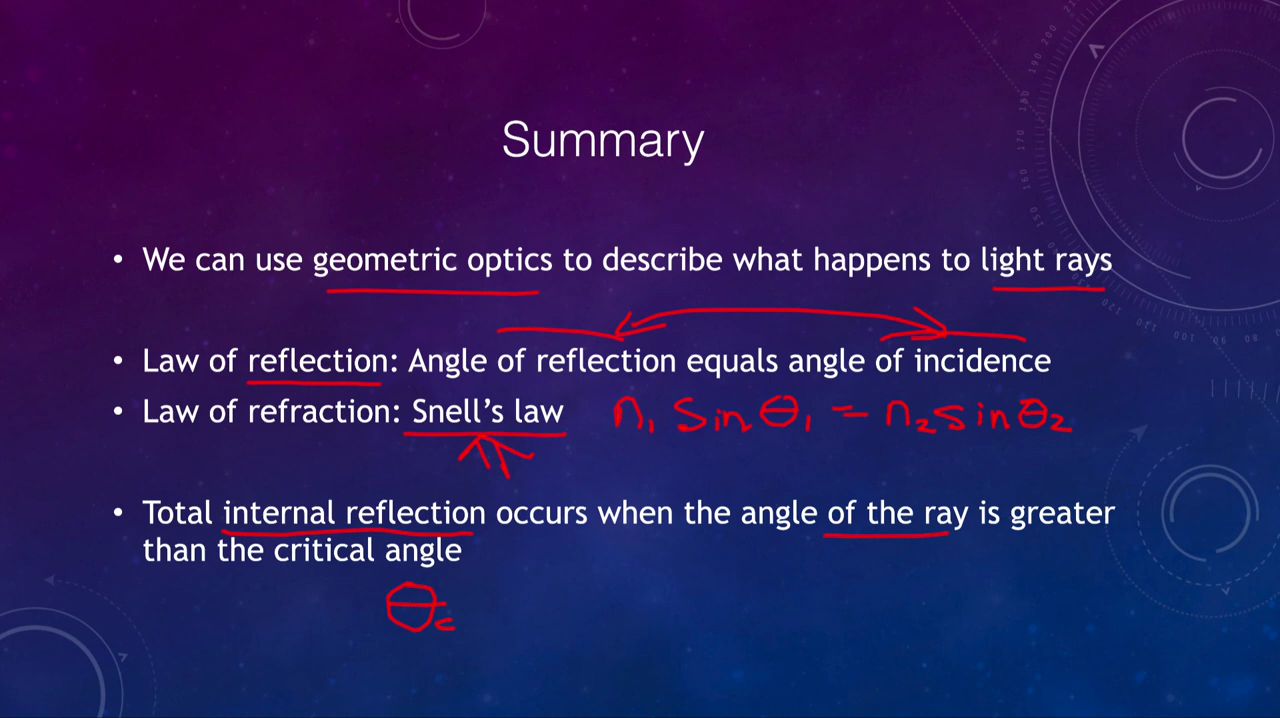 Summary
• We can use geometric optics to describe what happens to light rays
• Law of reflection: Angle of reflection equals angle of incidence
• Law of refraction: Snell's law n₁ sin θ₁ = n₂ sin θ₂
• Total internal reflection occurs when the angle of the ray is greater
than the critical angle
θc